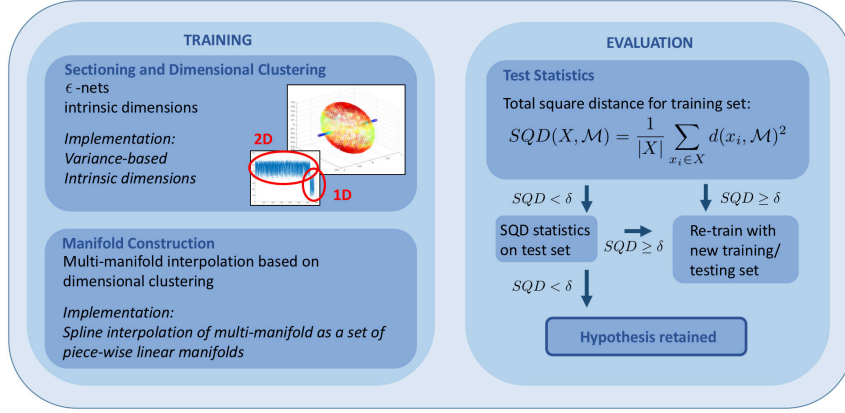 TRAINING
Sectioning and Dimensional Clustering
ϵ -nets
intrinsic dimensions
Implementation:
Variance-based
Intrinsic dimensions
2D
1D
Manifold Construction
Multi-manifold interpolation based on
dimensional clustering
Implementation:
Spline interpolation of multi-manifold as a set of
piece-wise linear manifolds
EVALUATION
Test Statistics
Total square distance for training set:
SQD(X, M) = 1/|X| ∑_{x_i∈X} d(x_i, M)²
SQD < δ
SQD ≥ δ
SQD statistics
on test set
SQD ≥ δ
Re-train with
new training/
testing set
SQD < δ
Hypothesis retained